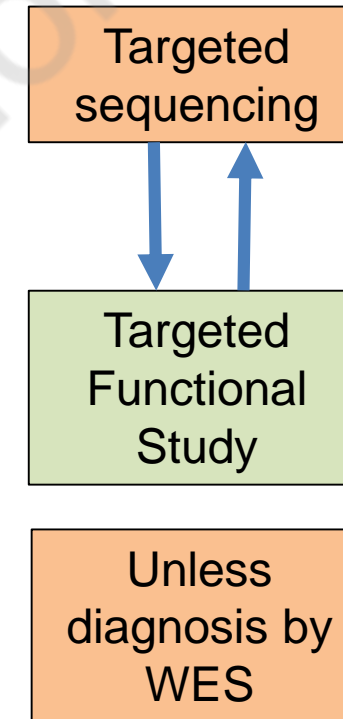 Targeted
sequencing
Targeted
Functional
Study
Unless
diagnosis by
WES